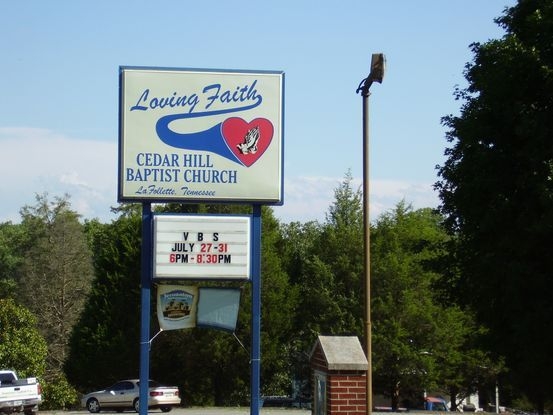 Loving Faith
CEDAR HILL
BAPTIST CHURCH
LaFollette, Tennessee
V B S
JULY 27-31
6PM-8:30PM